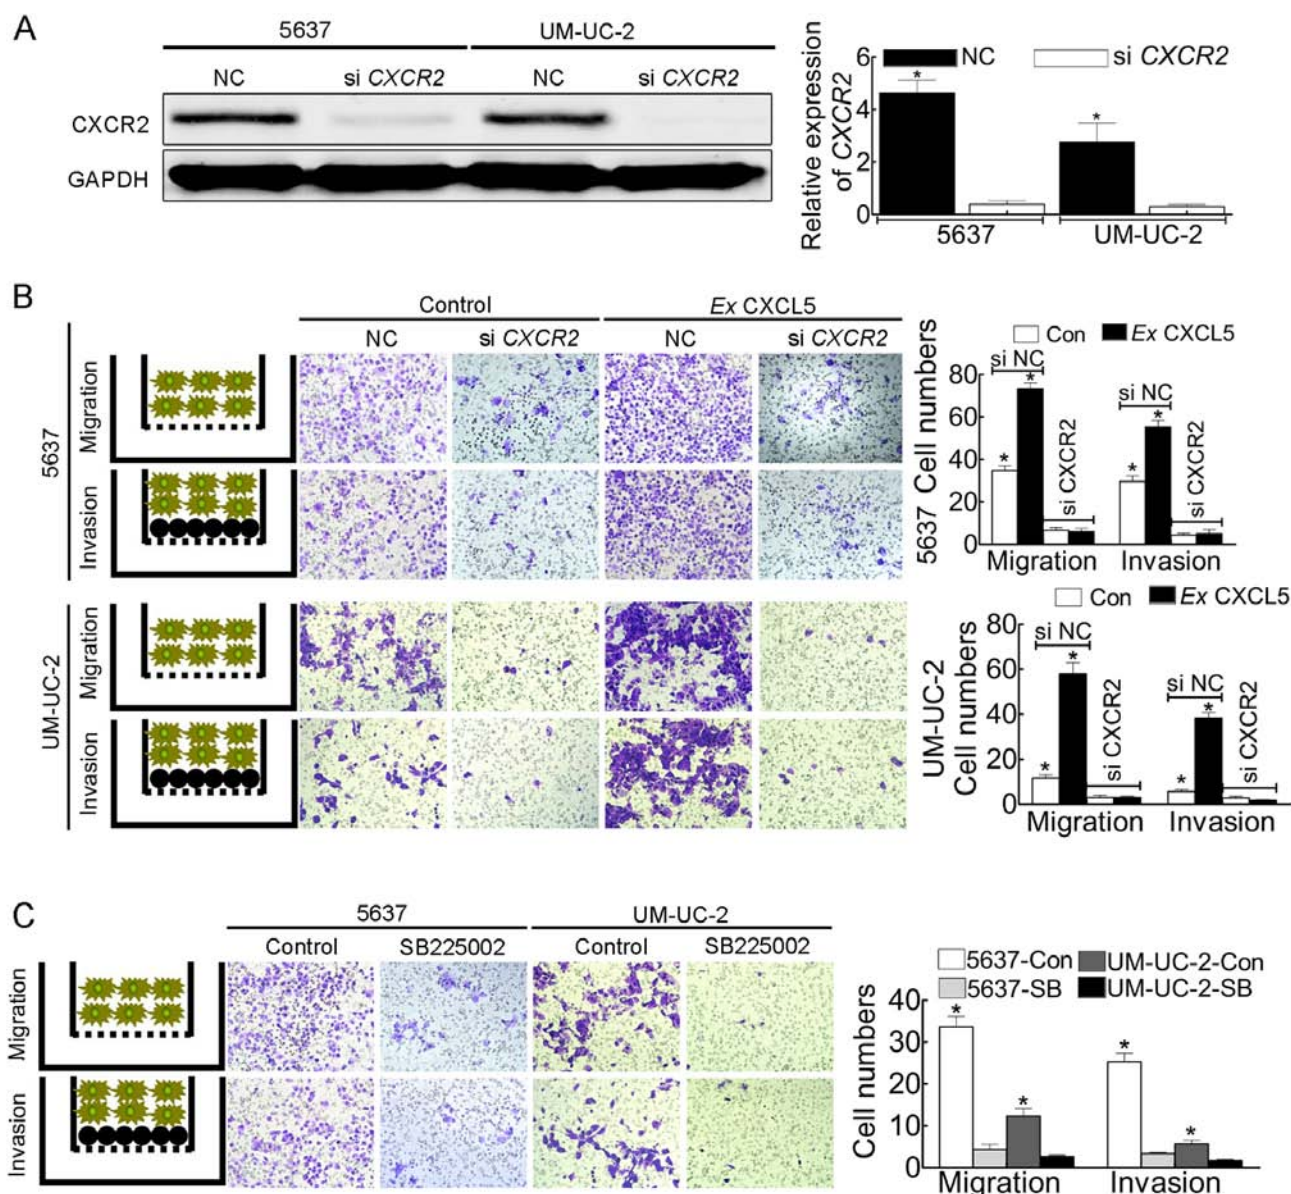 A
5637
UM-UC-2
NC
si CXCR2
NC
si CXCR2
CXCR2
GAPDH
Relative expression
of CXCR2
6
4
2
0
NC
si CXCR2
*
*
5637
UM-UC-2
B
Control
Ex CXCL5
NC
si CXCR2
NC
si CXCR2
5637
Migration
Invasion
UM-UC-2
Migration
Invasion
5637 Cell numbers
Con
Ex CXCL5
80
60
40
20
0
si NC
*
*
si CXCR2
si NC
*
*
si CXCR2
Migration
Invasion
UM-UC-2
Cell numbers
Con
Ex CXCL5
80
60
40
20
0
si NC
*
*
si CXCR2
si NC
*
*
si CXCR2
Migration
Invasion
C
5637
UM-UC-2
Control
SB225002
Control
SB225002
Migration
Invasion
5637-Con
UM-UC-2-Con
5637-SB
UM-UC-2-SB
Cell numbers
40
30
20
10
0
*
*
*
*
Migration
Invasion